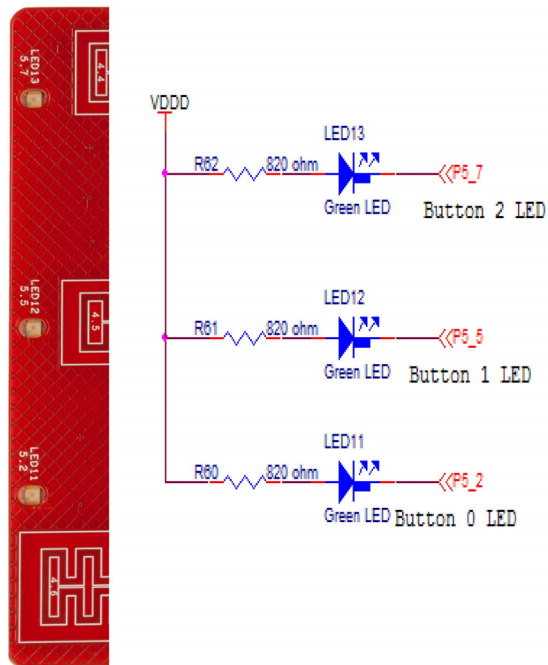 LED13
5.7
4.4
LED12
5.5
4.5
LED11
5.2
4.6
VDDD
LED13
R62 820 ohm P5_7
Green LED Button 2 LED
LED12
R61 820 ohm P5_5
Green LED Button 1 LED
LED11
R60 820 ohm P5_2
Green LED Button 0 LED